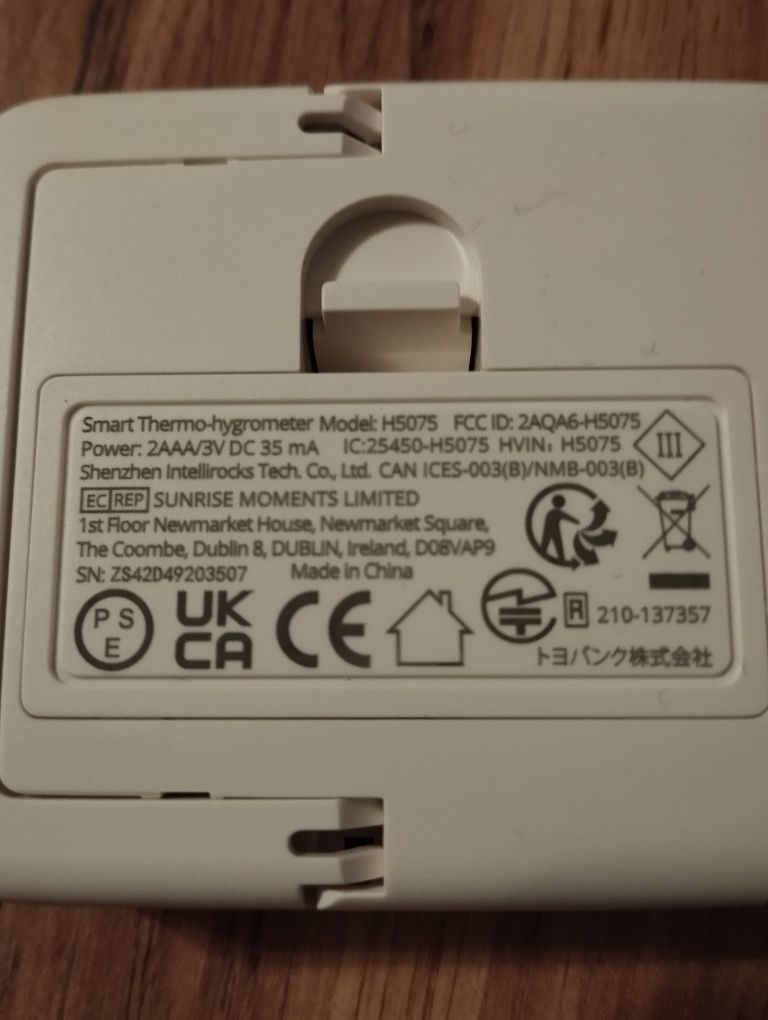 Smart Thermo-hygrometer Model: H5075 FCC ID: 2AQA6-H5075
Power: 2AAA/3V DC 35 mA IC:25450-H5075 HVIN: H5075 III
Shenzhen Intellirocks Tech. Co., Ltd. CAN ICES-003(B)/NMB-003(B)
EC REP SUNRISE MOMENTS LIMITED
1st Floor Newmarket House, Newmarket Square,
The Coombe, Dublin 8, DUBLIN, Ireland, D08VAP9
SN: ZS42D49203507 Made in China
PSE UKCA CE R 210-137357
トヨバンク株式会社